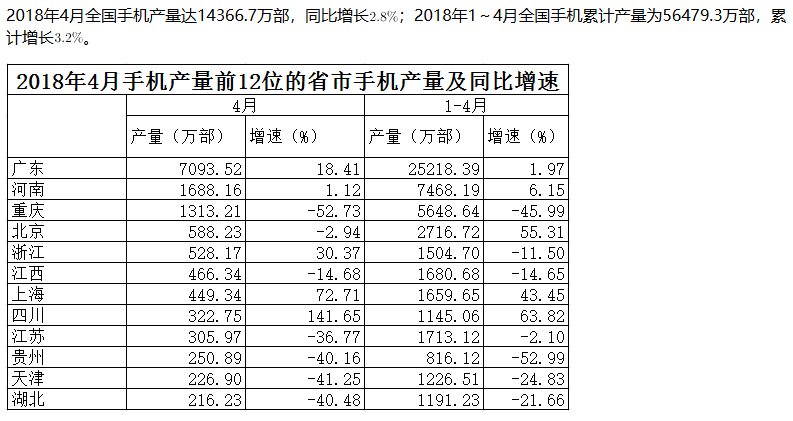 2018年4月全国手机产量达14366.7万部，同比增长2.8%；2018年1～4月全国手机累计产量为56479.3万部，累
计增长3.2%。
2018年4月手机产量前12位的省市手机产量及同比增速
4月 1-4月
产量（万部） 增速（%） 产量（万部） 增速（%）
广东 7093.52 18.41 25218.39 1.97
河南 1688.16 1.12 7468.19 6.15
重庆 1313.21 -52.73 5648.64 -45.99
北京 588.23 -2.94 2716.72 55.31
浙江 528.17 30.37 1504.70 -11.50
江西 466.34 -14.68 1680.68 -14.65
上海 449.34 72.71 1659.65 43.45
四川 322.75 141.65 1145.06 63.82
江苏 305.97 -36.77 1713.12 -2.10
贵州 250.89 -40.16 816.12 -52.99
天津 226.90 -41.25 1226.51 -24.83
湖北 216.23 -40.48 1191.23 -21.66